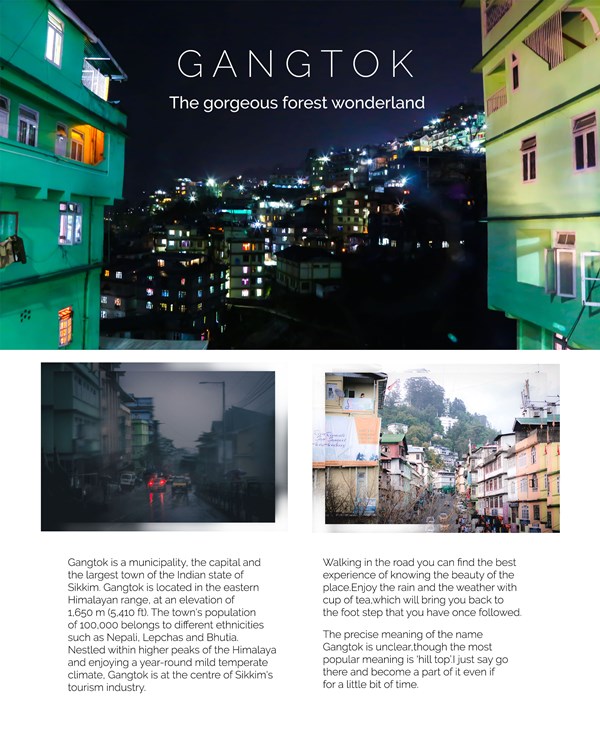 GANGTOK
The gorgeous forest wonderland
Gangtok is a municipality, the capital and
the largest town of the Indian state of
Sikkim. Gangtok is located in the eastern
Himalayan range, at an elevation of
1,650 m (5,410 ft). The town's population
of 100,000 belongs to different ethnicities
such as Nepali, Lepchas and Bhutia.
Nestled within higher peaks of the Himalaya
and enjoying a year-round mild temperate
climate, Gangtok is at the centre of Sikkim's
tourism industry.
Walking in the road you can find the best
experience of knowing the beauty of the
place.Enjoy the rain and the weather with
cup of tea,which will bring you back to
the foot step that you have once followed.
The precise meaning of the name
Gangtok is unclear,though the most
popular meaning is 'hill top'.I just say go
there and become a part of it even if
for a little bit of time.